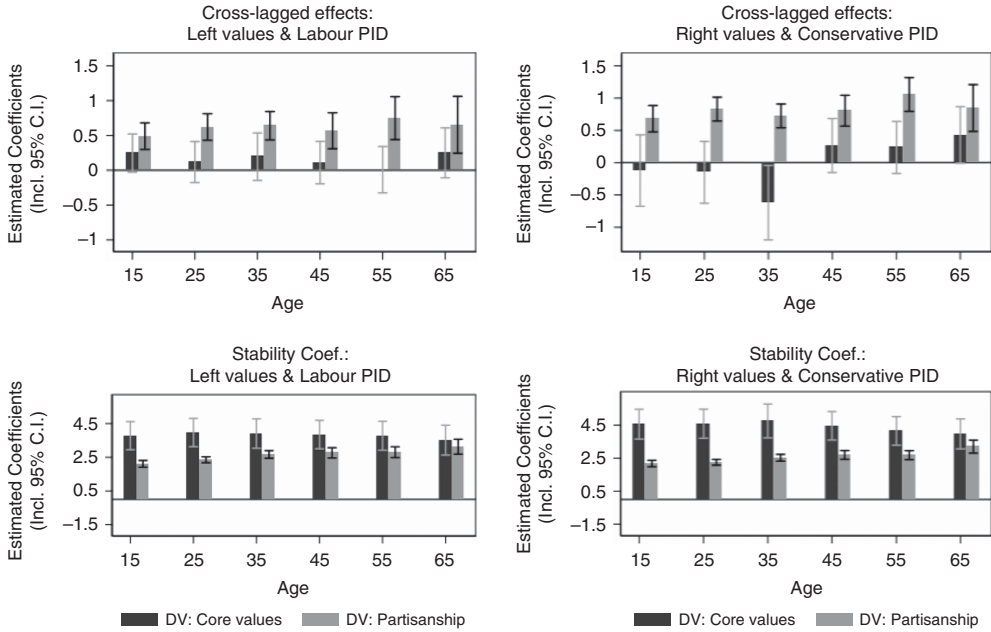 Cross-lagged effects:
Left values & Labour PID
Estimated Coefficients
(Incl. 95% C.I.)
1.5
1
0.5
0
−0.5
−1
15 25 35 45 55 65
Age
Cross-lagged effects:
Right values & Conservative PID
Estimated Coefficients
(Incl. 95% C.I.)
1.5
1
0.5
0
−0.5
−1
15 25 35 45 55 65
Age
Stability Coef.:
Left values & Labour PID
Estimated Coefficients
(Incl. 95% C.I.)
4.5
2.5
0.5
−1.5
15 25 35 45 55 65
Age
DV: Core values DV: Partisanship
Stability Coef.:
Right values & Conservative PID
Estimated Coefficients
(Incl. 95% C.I.)
4.5
2.5
0.5
−1.5
15 25 35 45 55 65
Age
DV: Core values DV: Partisanship